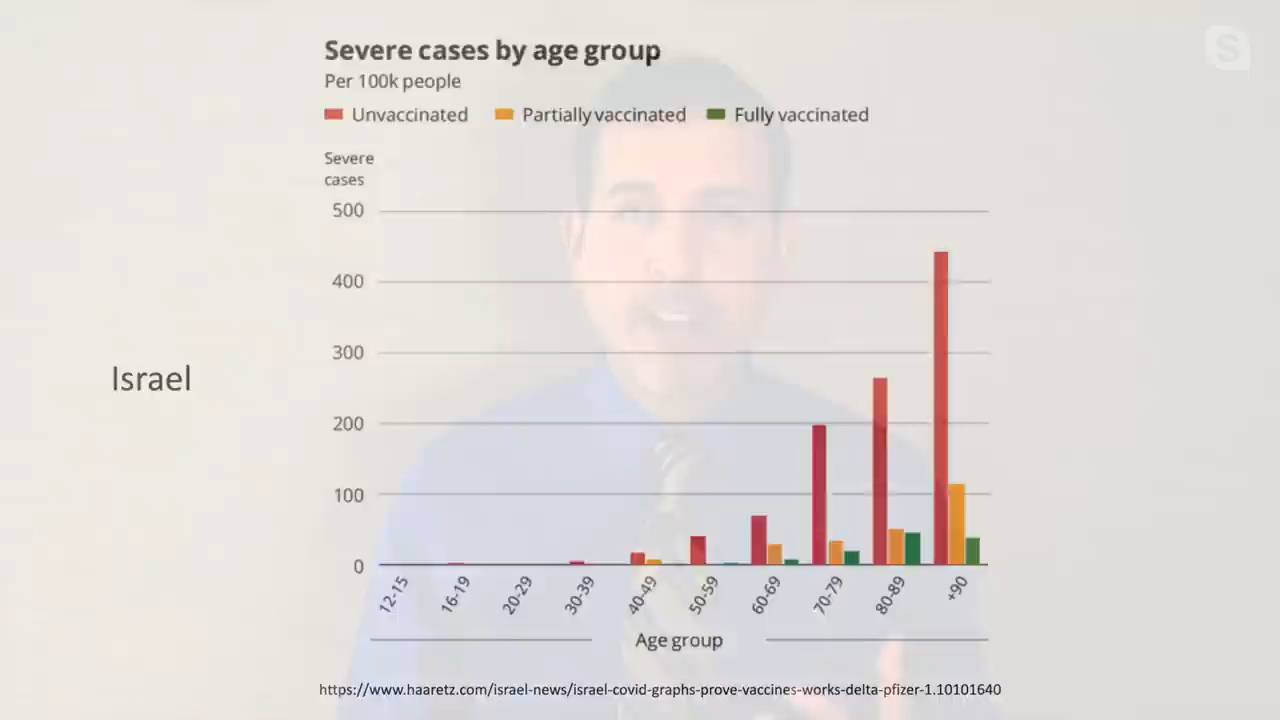 Severe cases by age group
Per 100k people
Unvaccinated Partially vaccinated Fully vaccinated
Severe
cases
500
400
300
200
100
0
12-15 16-19 20-29 30-39 40-49 50-59 60-69 70-79 80-89 +90
Age group
Israel
https://www.haaretz.com/israel-news/israel-covid-graphs-prove-vaccines-works-delta-pfizer-1.10101640
S